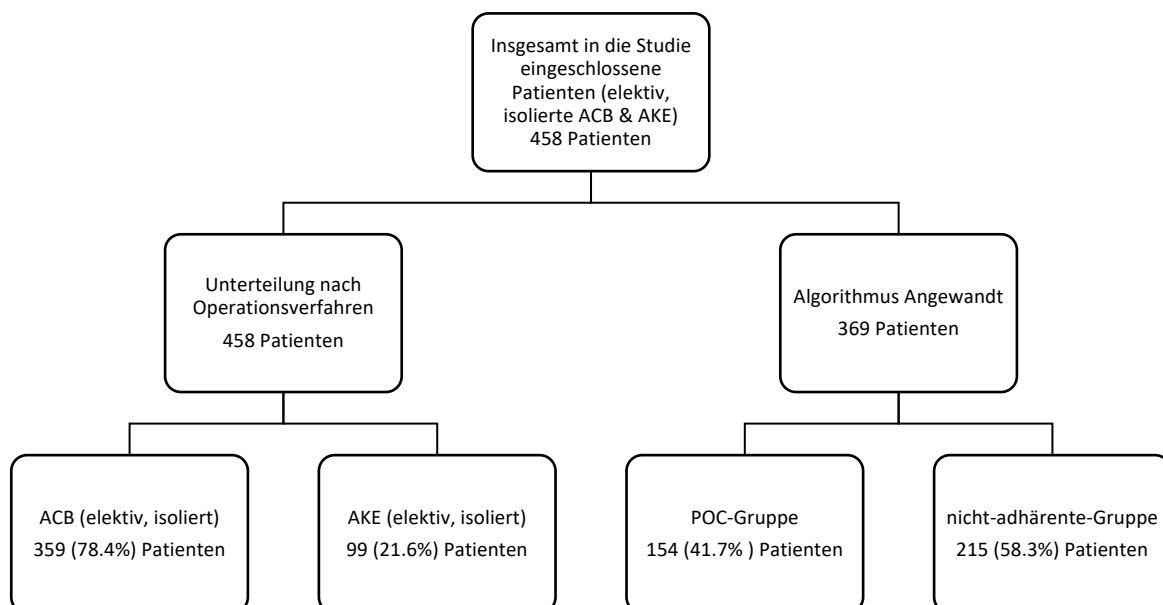 Insgesamt in die Studie
eingeschlossene
Patienten (elektiv,
isolierte ACB & AKE)
458 Patienten
Unterteilung nach
Operationsverfahren
458 Patienten
Algorithmus Angewandt
369 Patienten
ACB (elektiv, isoliert)
359 (78.4%) Patienten
AKE (elektiv, isoliert)
99 (21.6%) Patienten
POC-Gruppe
154 (41.7% ) Patienten
nicht-adhärente-Gruppe
215 (58.3%) Patienten